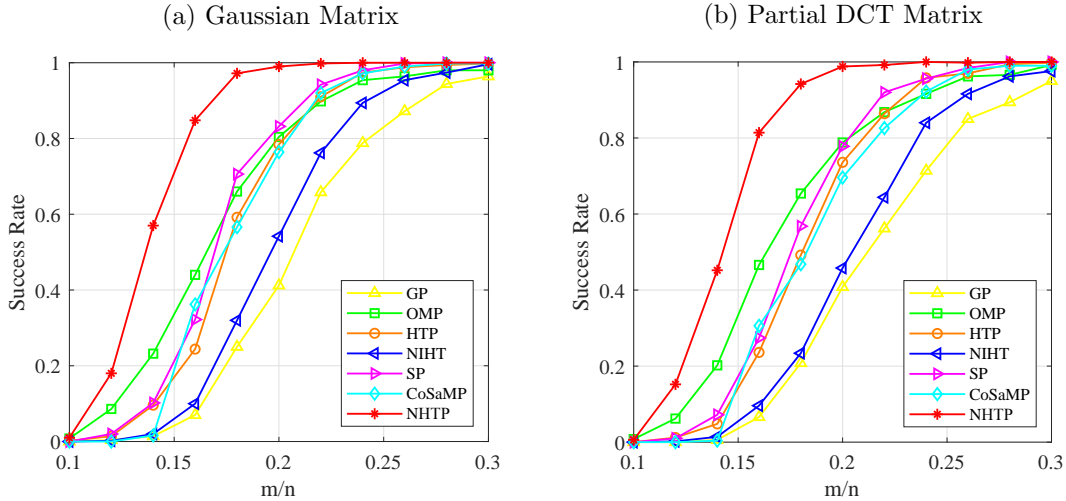 (a) Gaussian Matrix
Success Rate
1
0.8
0.6
0.4
0.2
0
0.1
0.15
0.2
0.25
0.3
m/n
GP
OMP
HTP
NIHT
SP
CoSaMP
NHTP
(b) Partial DCT Matrix
Success Rate
1
0.8
0.6
0.4
0.2
0
0.1
0.15
0.2
0.25
0.3
m/n
GP
OMP
HTP
NIHT
SP
CoSaMP
NHTP